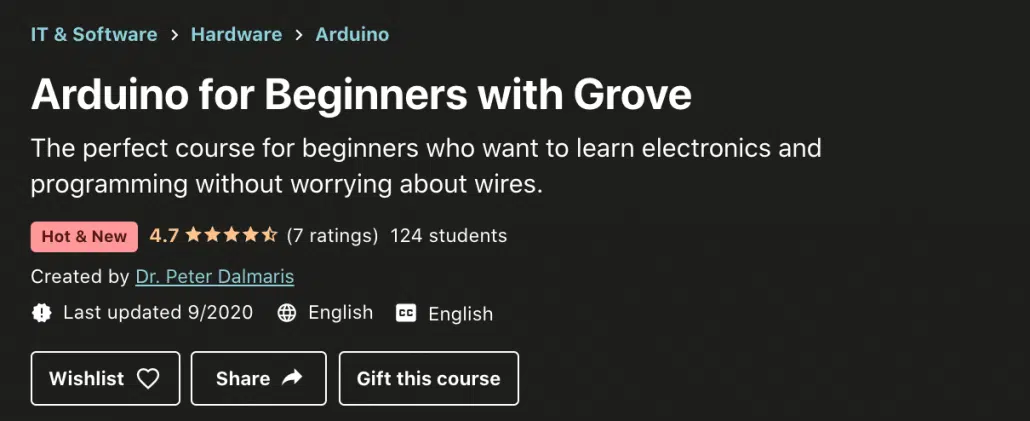 IT & Software > Hardware > Arduino
Arduino for Beginners with Grove
The perfect course for beginners who want to learn electronics and
programming without worrying about wires.
Hot & New 4.7 (7 ratings) 124 students
Created by Dr. Peter Dalmaris
Last updated 9/2020 English CC English
Wishlist Share Gift this course